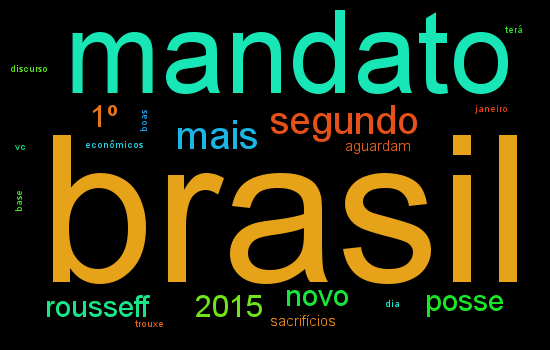 mandato
terá
discurso
1º
boas
janeiro
mais
segundo
econômicos
aguardam
vc
brasil
base
rousseff
2015
novo
dia
posse
trouxe
sacrifícios